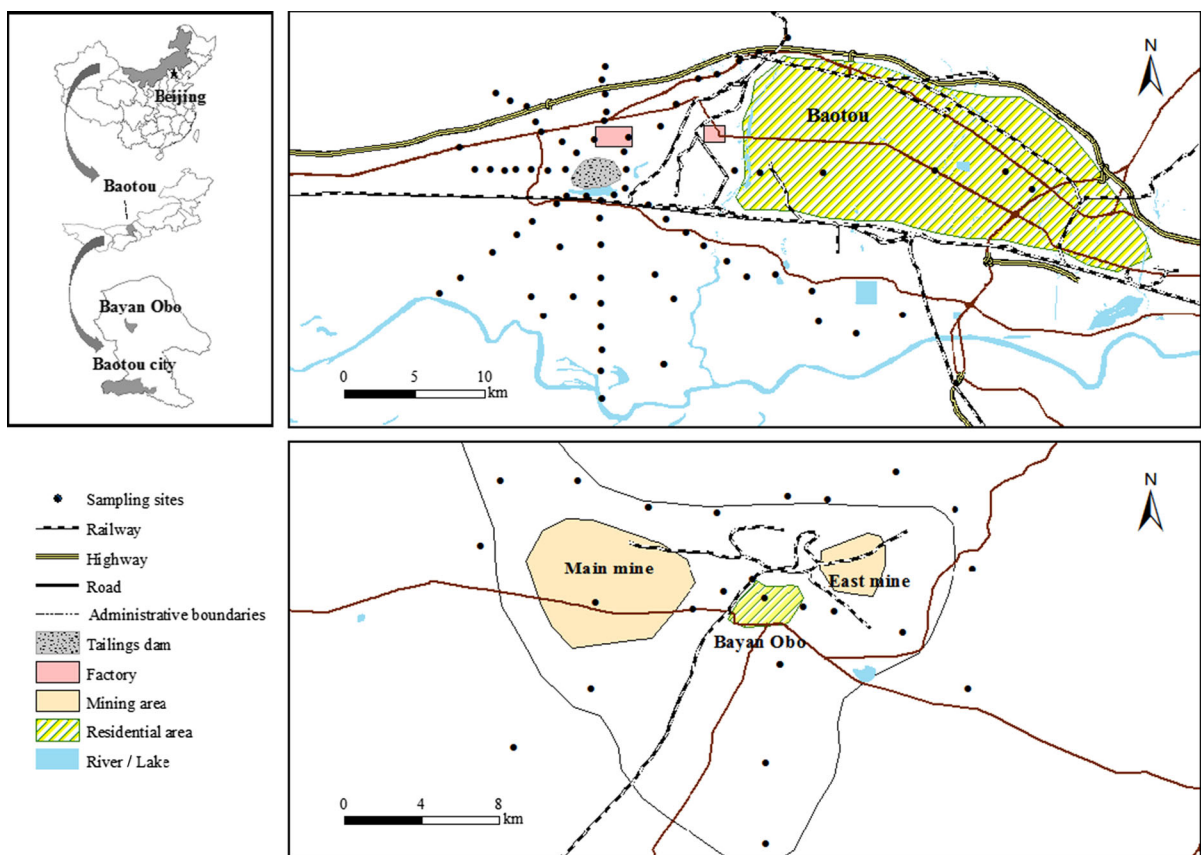 Beijing
Baotou
Bayan Obo
Baotou city
N
Baotou
0 5 10
km
Sampling sites
Railway
Highway
Road
Administrative boundaries
Tailings dam
Factory
Mining area
Residential area
River / Lake
N
Main mine
East mine
Bayan Obo
0 4 8
km